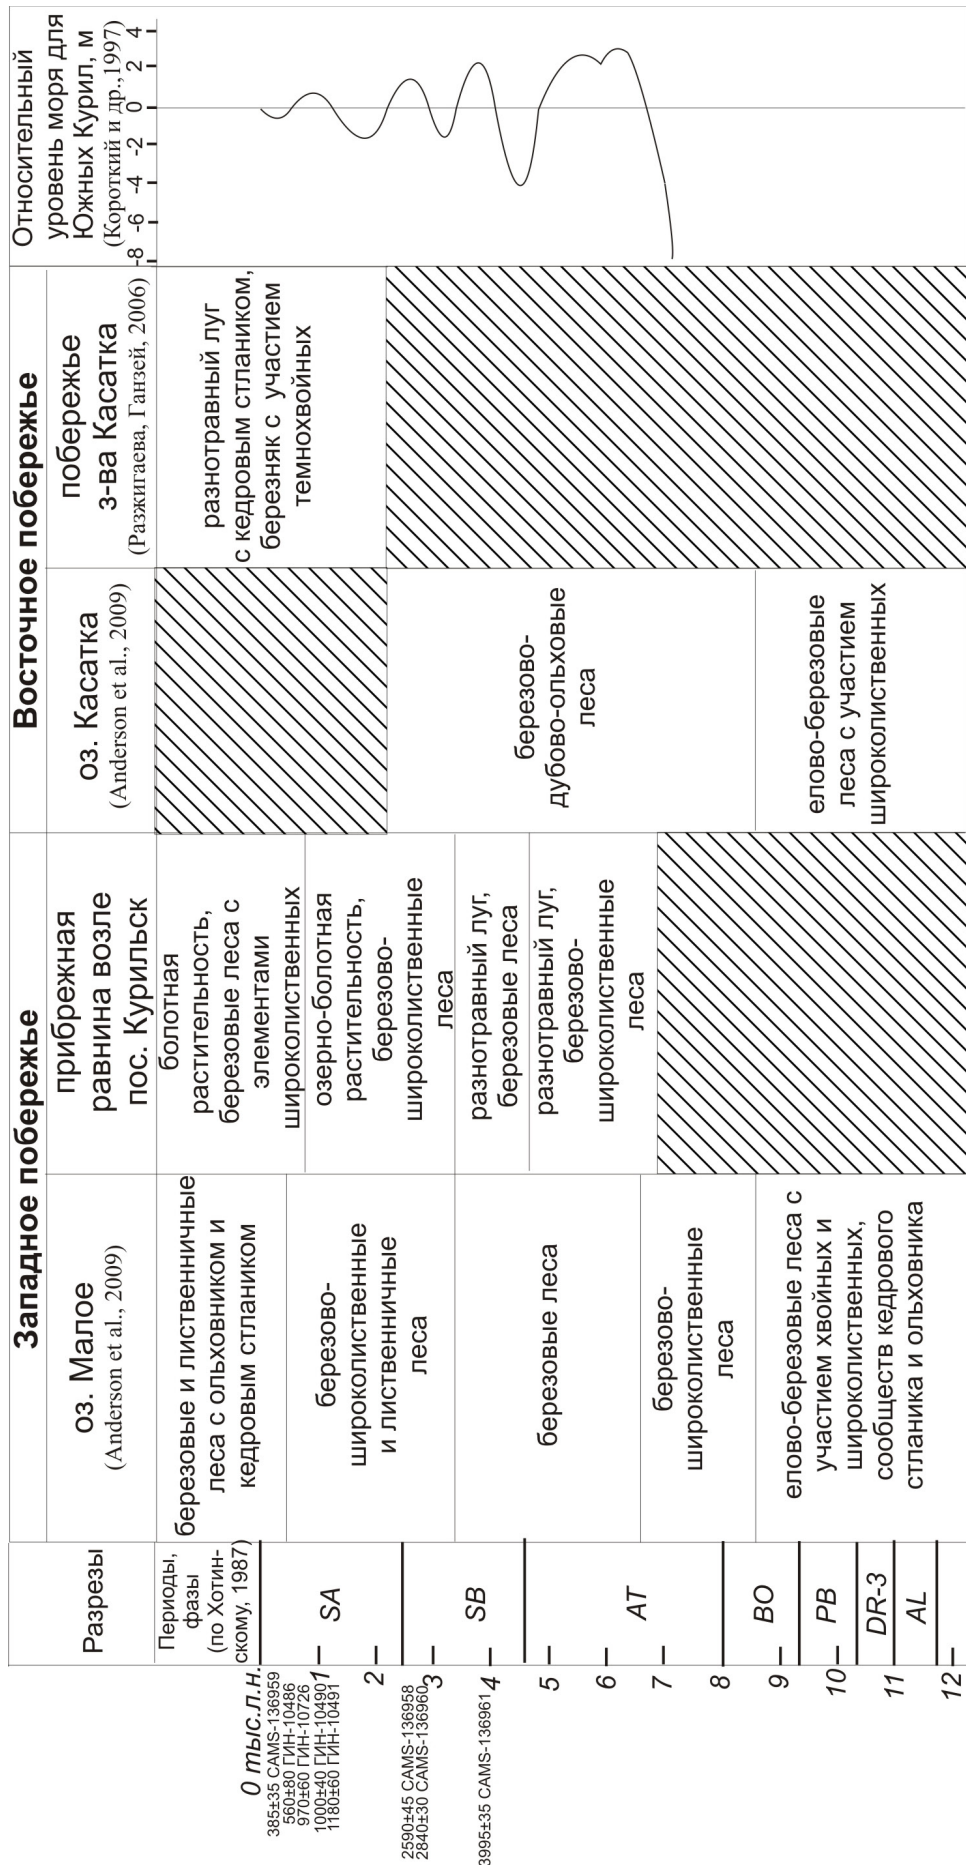 Разрезы
Периоды,
фазы
(по Хотин-
скому, 1987)
0 тыс.л.н.
1
2
3
4
5
6
7
8
9
10
11
12
385±35 CAMS-136959
560±80 ГИН-10486
970±60 ГИН-10726
1000±40 ГИН-10490
1180±60 ГИН-10491
2590±45 CAMS-136958
2840±30 CAMS-136960
3995±35 CAMS-136961
SA
SB
AT
BO
PB
DR-3
AL
Западное побережье
оз. Малое
(Anderson et al., 2009)
березовые и лиственничные
леса с ольховником и
кедровым стлаником
березово-
широколиственные
и лиственничные
леса
березовые леса
березово-
широколиственные
леса
елово-березовые леса с
участием хвойных и
широколиственных,
сообществ кедрового
стланика и ольховника
прибрежная
равнина возле
пос. Курильск
болотная
растительность,
березовые леса с
элементами
широколиственных
озерно-болотная
растительность,
березово-
широколиственные
леса
разнотравный луг,
березовые леса
разнотравный луг,
березово-
широколиственные
леса
Восточное побережье
оз. Касатка
(Anderson et al., 2009)
березово-
дубово-ольховые
леса
елово-березовые
леса с участием
широколиственных
побережье
з-ва Касатка
(Разжигаева, Ганзей, 2006)
разнотравный луг
с кедровым стлаником,
березняк с участием
темнохвойных
Относительный
уровень моря для
Южных Курил, м
(Короткий и др.,1997)
-8
-6
-4
-2
0
2
4